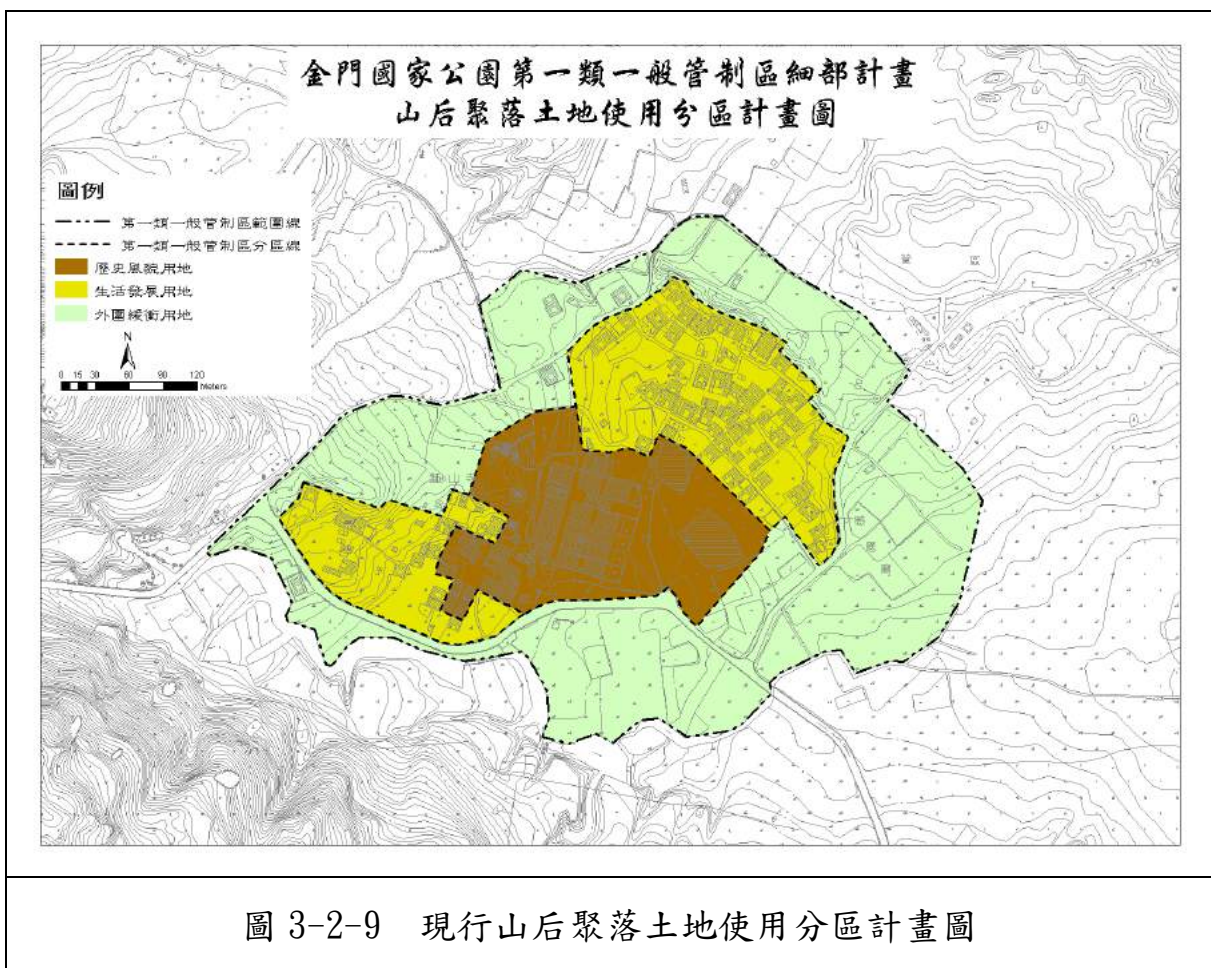 金門國家公園第一類一般管制區細部計畫
山后聚落土地使用分區計畫圖
圖例
第一類一般管制區範圍線
第一類一般管制區分區線
歷史風貌用地
生活發展用地
外圍緩衝用地
N
0 15 30 60 90 120
Meters
圖 3-2-9 現行山后聚落土地使用分區計畫圖